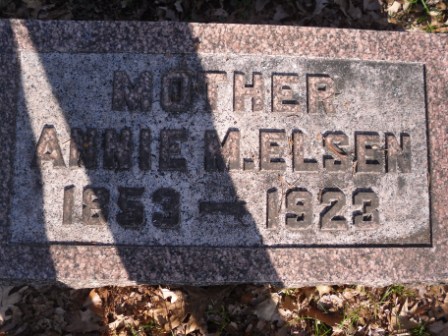 MOTHER
ANNIE M. ELSEN
1853 — 1923